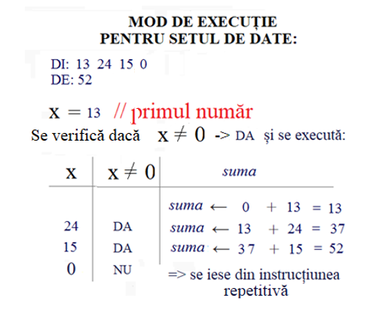 MOD DE EXECUȚIE
PENTRU SETUL DE DATE:
DI: 13 24 15 0
DE: 52
x = 13 // primul număr
Se verifică dacă x ≠ 0 -> DA și se execută:
x x ≠ 0 suma
suma ← 0 + 13 = 13
24 DA suma ← 13 + 24 = 37
15 DA suma ← 37 + 15 = 52
0 NU => se iese din instrucțiunea
repetitivă